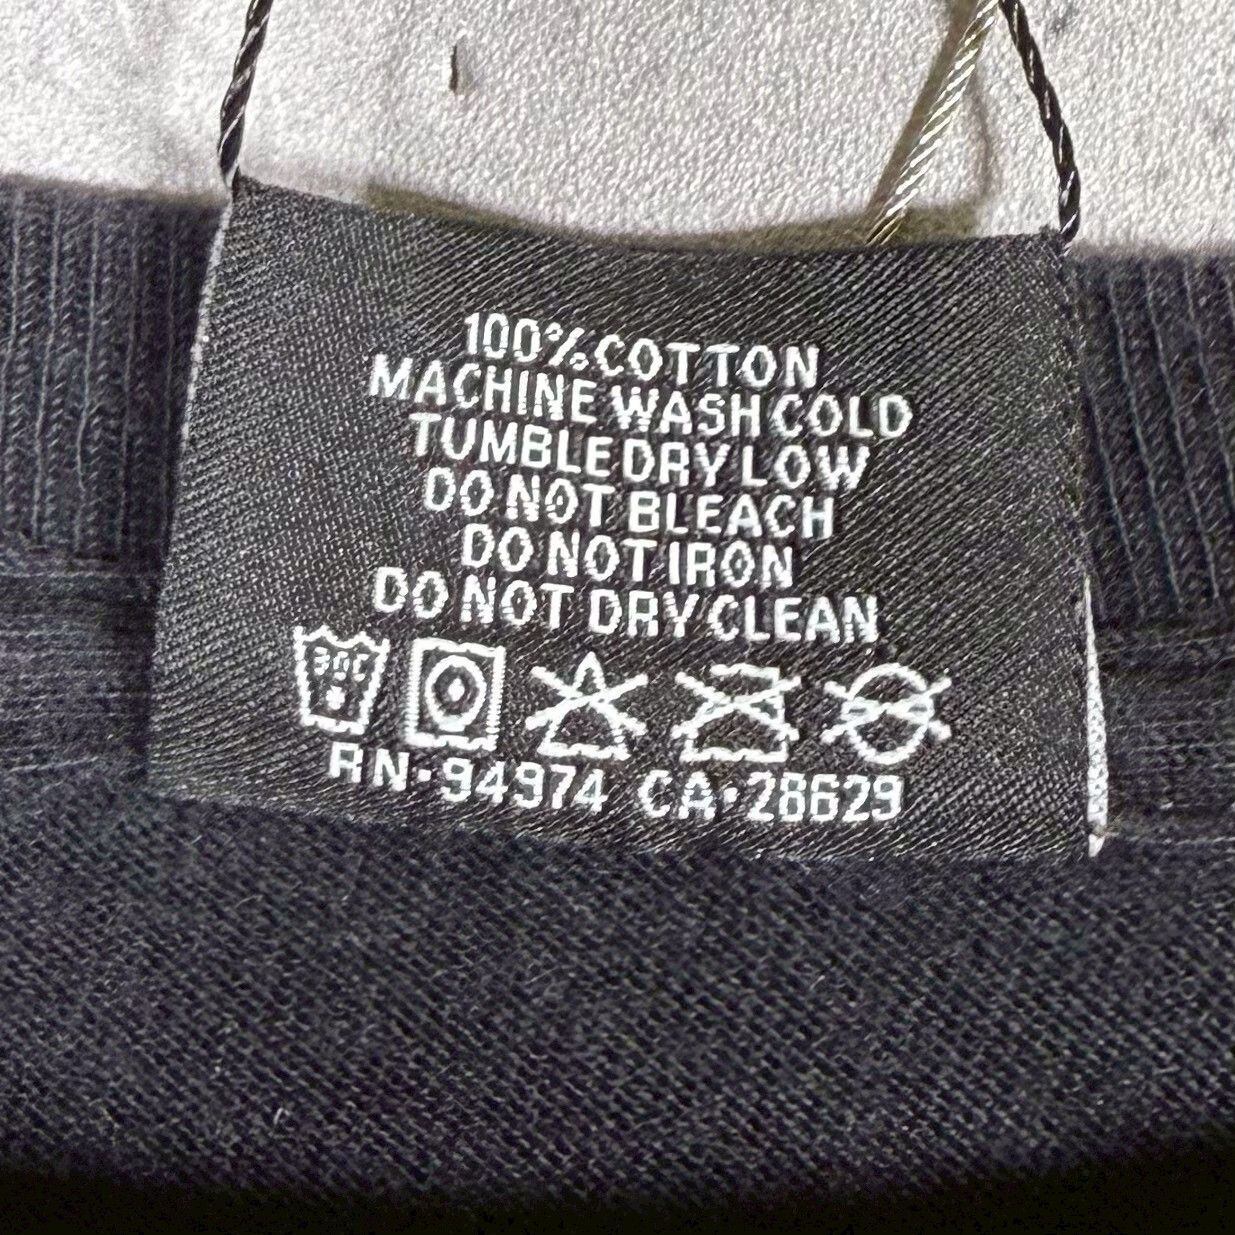 100% COTTON
MACHINE WASH COLD
TUMBLE DRY LOW
DO NOT BLEACH
DO NOT IRON
DO NOT DRY CLEAN
30C
RN·94974 CA·28629